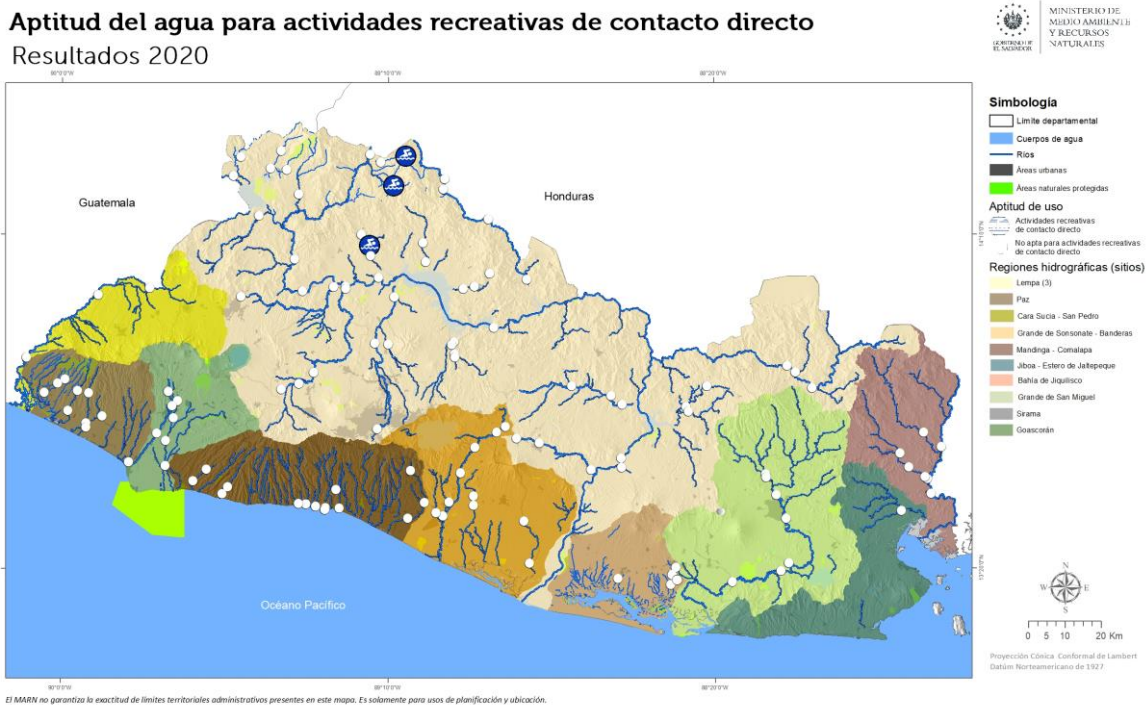 Aptitud del agua para actividades recreativas de contacto directo
Resultados 2020
GOBIERNO DE
EL SALVADOR
MINISTERIO DE
MEDIO AMBIENTE
Y RECURSOS
NATURALES
Guatemala
Honduras
Océano Pacífico
Simbología
Límite departamental
Cuerpos de agua
Ríos
Áreas urbanas
Áreas naturales protegidas
Aptitud de uso
Actividades recreativas
de contacto directo
No apta para actividades recreativas
de contacto directo
Regiones hidrográficas (sitios)
Lempa (3)
Paz
Cara Sucia - San Pedro
Grande de Sonsonate - Banderas
Mandinga - Comalapa
Jiboa - Estero de Jaltepeque
Bahía de Jiquilisco
Grande de San Miguel
Sirama
Goascorán
N
W E
S
0 5 10 20 Km
Proyección Cónica Conformal de Lambert
Datúm Norteamericano de 1927
El MARN no garantiza la exactitud de límites territoriales administrativos presentes en este mapa. Es solamente para usos de planificación y ubicación.